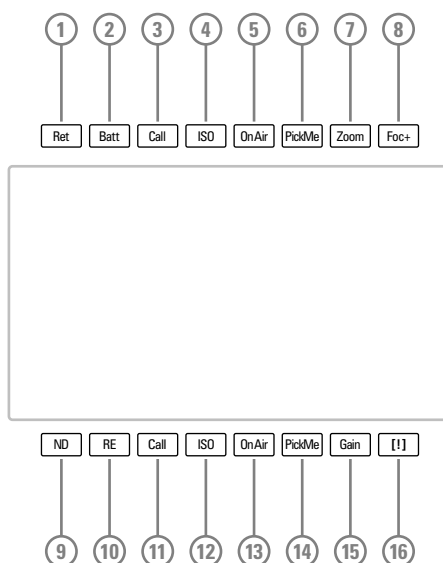 1 2 3 4 5 6 7 8
Ret Batt Call ISO OnAir PickMe Zoom Foc+
ND RE Call ISO OnAir PickMe Gain [!]
9 10 11 12 13 14 15 16